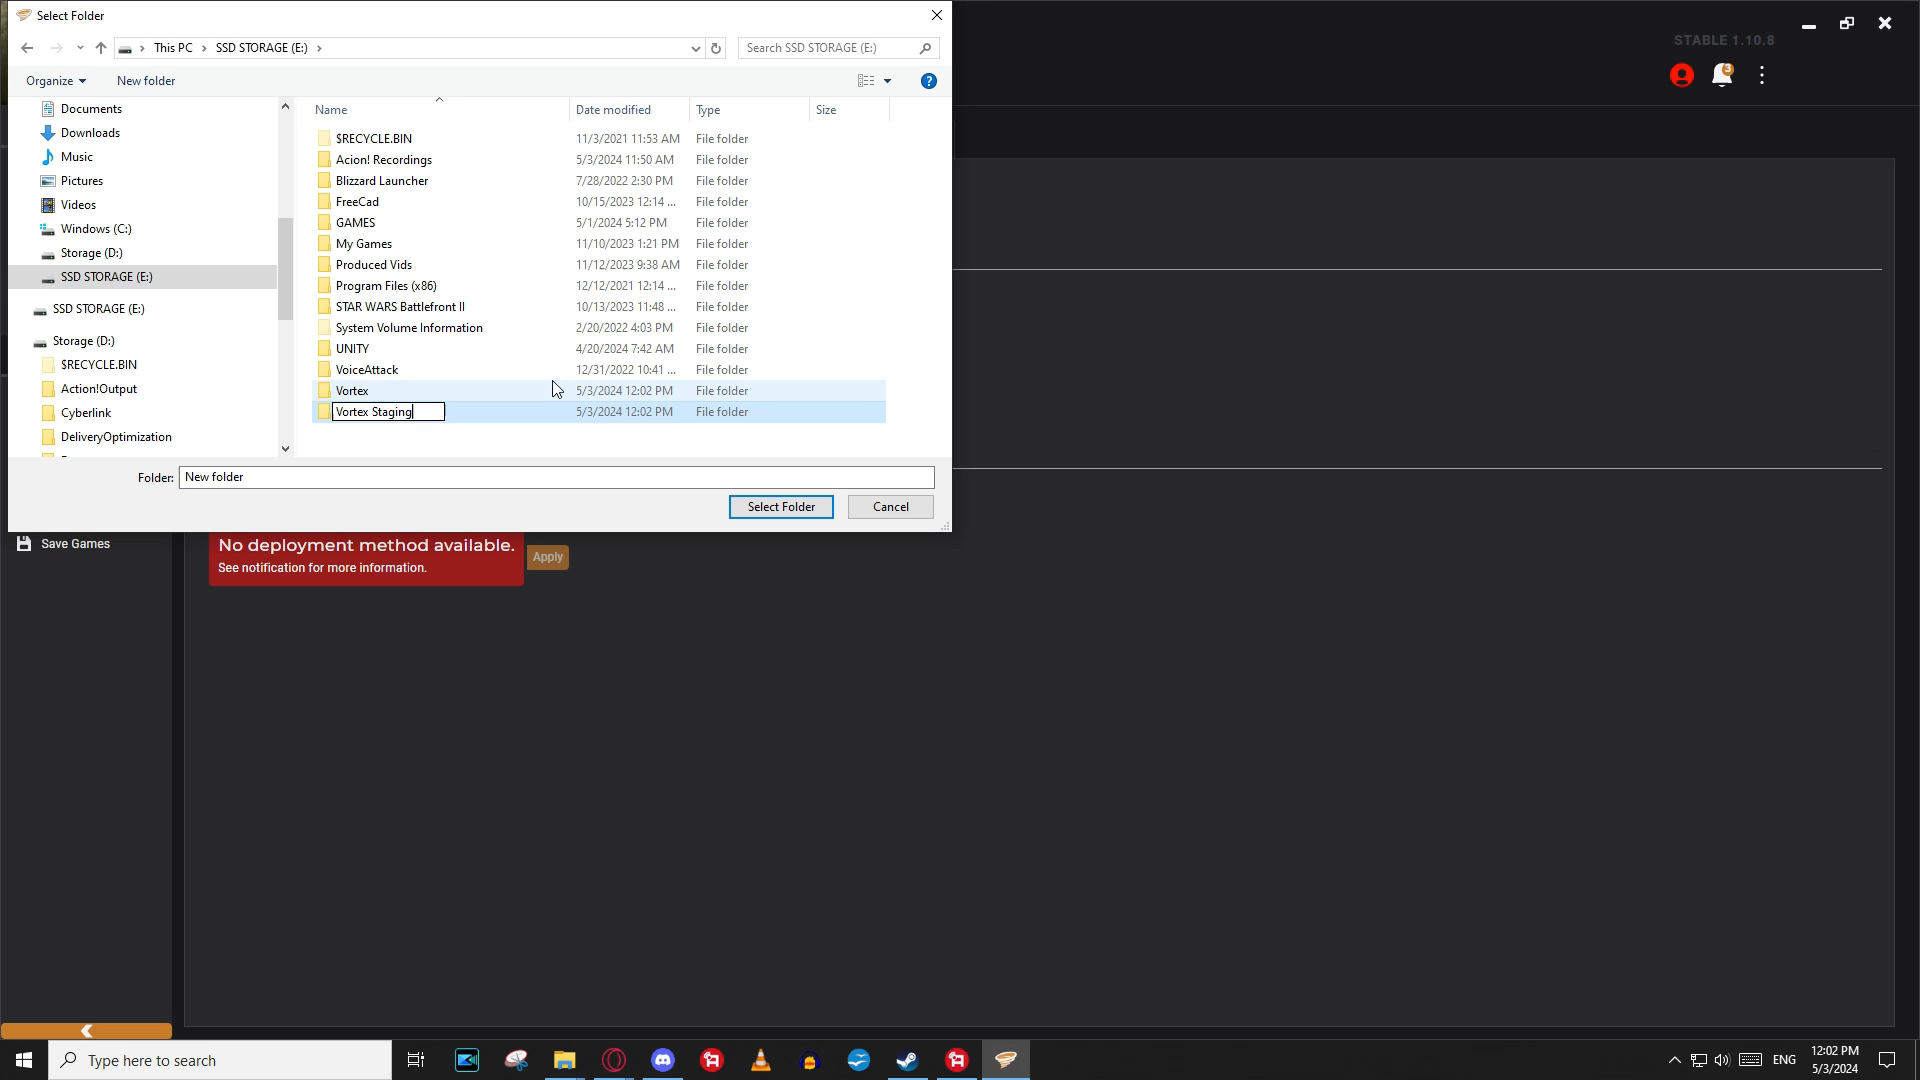 Select Folder
STABLE 1.10.8
This PC
SSD STORAGE (E:)
Search SSD STORAGE (E:)
3
Organize
New folder
Name
Date modified
Type
Size
Documents
Downloads
Music
Pictures
Videos
Windows (C:)
Storage (D:)
SSD STORAGE (E:)
SSD STORAGE (E:)
Storage (D:)
$RECYCLE.BIN
Action!Output
Cyberlink
DeliveryOptimization
$RECYCLE.BIN 11/3/2021 11:53 AM File folder
Acion! Recordings 5/3/2024 11:50 AM File folder
Blizzard Launcher 7/28/2022 2:30 PM File folder
FreeCad 10/15/2023 12:14 ... File folder
GAMES 5/1/2024 5:12 PM File folder
My Games 11/10/2023 1:21 PM File folder
Produced Vids 11/12/2023 9:38 AM File folder
Program Files (x86) 12/12/2021 12:14 ... File folder
STAR WARS Battlefront II 10/13/2023 11:48 ... File folder
System Volume Information 2/20/2022 4:03 PM File folder
UNITY 4/20/2024 7:42 AM File folder
VoiceAttack 12/31/2022 10:41 ... File folder
Vortex 5/3/2024 12:02 PM File folder
Vortex Staging 5/3/2024 12:02 PM File folder
Folder: New folder
Select Folder
Cancel
Save Games
No deployment method available.
See notification for more information.
Apply
Type here to search
ENG
12:02 PM
5/3/2024